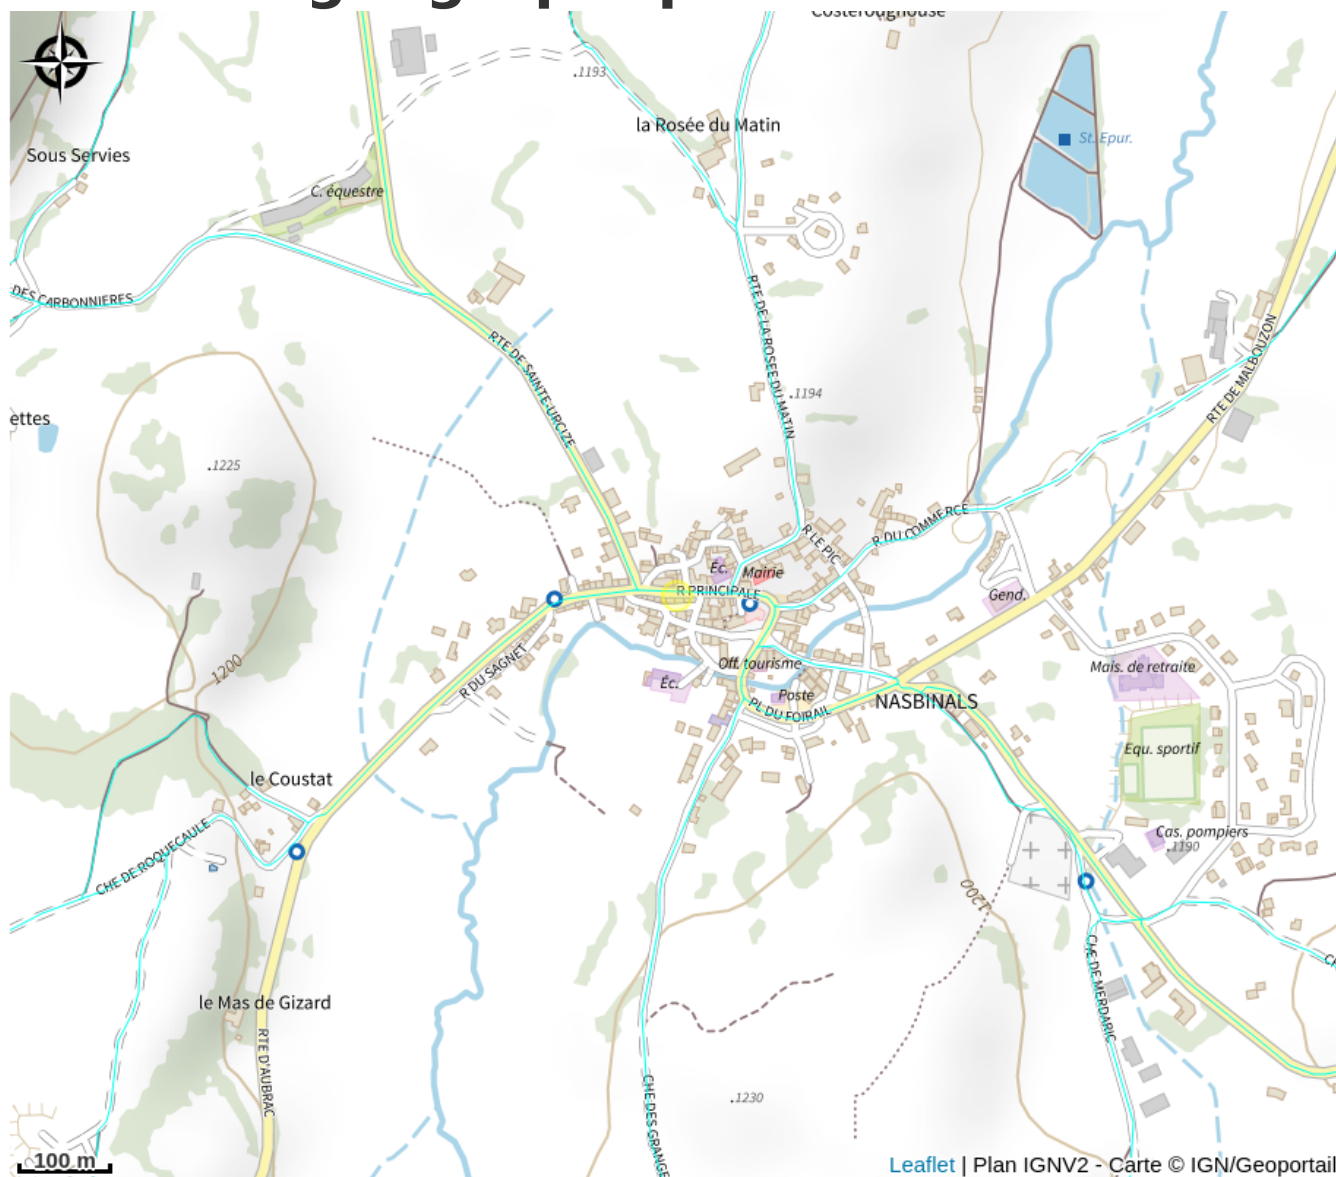 Costeroughouse
.1193
la Rosée du Matin
St. Epur.
Sous Servies
C. équestre
DES CARBONNIERES
RTE DE LA ROSEE DU MATIN
RTE DE SAINTE-URCIZE
RTE DE MALBOUZON
.1194
ettes
.1225
R DU COMMERCE
R LE PIC
Éc.
Mairie
R PRINCIPALE
Gend.
1200
R DU SAGNET
Off. tourisme
Mais. de retraite
Éc.
Poste
NASBINALS
PL DU FOIRAIL
Equ. sportif
le Coustat
CHE DE ROQUECAULE
Cas. pompiers
.1190
1200
CHE DE MERDARIC
le Mas de Gizard
RTE D'AUBRAC
CHE DES GRANGE
.1230
100 m
Leaflet | Plan IGNV2 - Carte © IGN/Geoportail